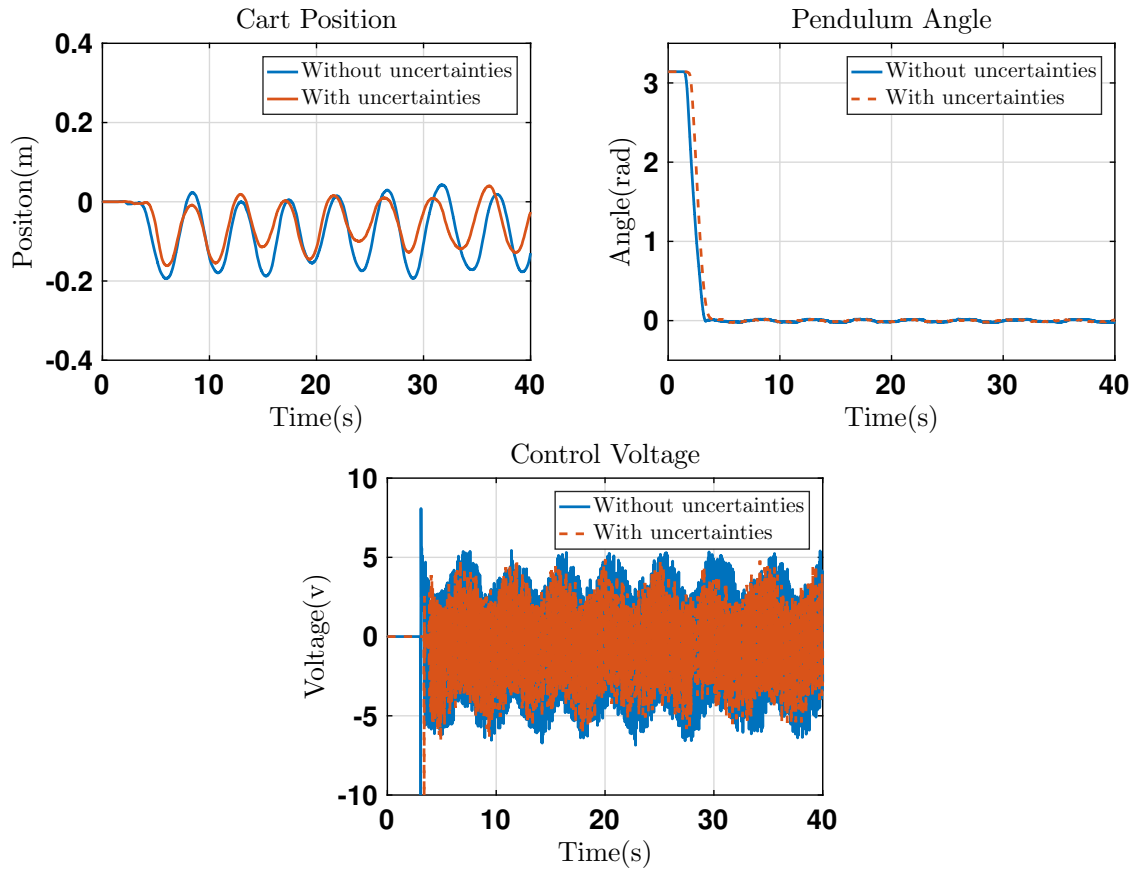 Cart Position
0.4
0.2
0
-0.2
-0.4
Positon(m)
Without uncertainties
With uncertainties
0 10 20 30 40
Time(s)
Pendulum Angle
3
2
1
0
Angle(rad)
Without uncertainties
With uncertainties
0 10 20 30 40
Time(s)
Control Voltage
10
5
0
-5
-10
Voltage(v)
Without uncertainties
With uncertainties
0 10 20 30 40
Time(s)